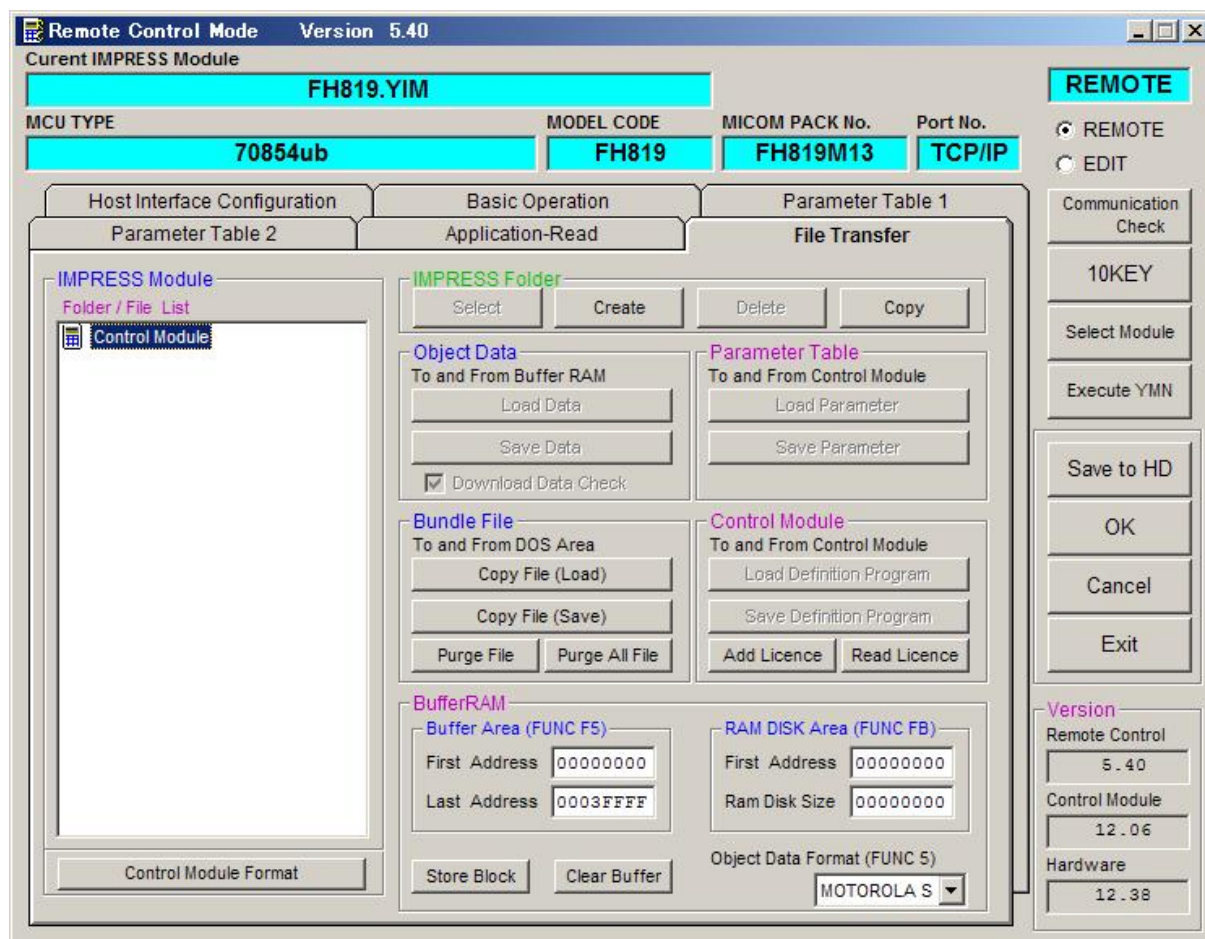 Remote Control Mode Version 5.40
Curent IMPRESS Module
FH819.YIM
REMOTE
MCU TYPE MODEL CODE MICOM PACK No. Port No.
70854ub FH819 FH819M13 TCP/IP
REMOTE
EDIT
Host Interface Configuration Basic Operation Parameter Table 1
Parameter Table 2 Application-Read File Transfer
Communication
Check
10KEY
Select Module
Execute YMN
Save to HD
OK
Cancel
Exit
IMPRESS Module
Folder / File List
Control Module
Control Module Format
IMPRESS Folder
Select Create Delete Copy
Object Data
To and From Buffer RAM
Load Data
Save Data
Download Data Check
Parameter Table
To and From Control Module
Load Parameter
Save Parameter
Bundle File
To and From DOS Area
Copy File (Load)
Copy File (Save)
Purge File Purge All File
Control Module
To and From Control Module
Load Definition Program
Save Definition Program
Add Licence Read Licence
BufferRAM
Buffer Area (FUNC F5)
First Address 00000000
Last Address 0003FFFF
RAM DISK Area (FUNC FB)
First Address 00000000
Ram Disk Size 00000000
Store Block Clear Buffer
Object Data Format (FUNC 5)
MOTOROLA S
Version
Remote Control
5.40
Control Module
12.06
Hardware
12.38